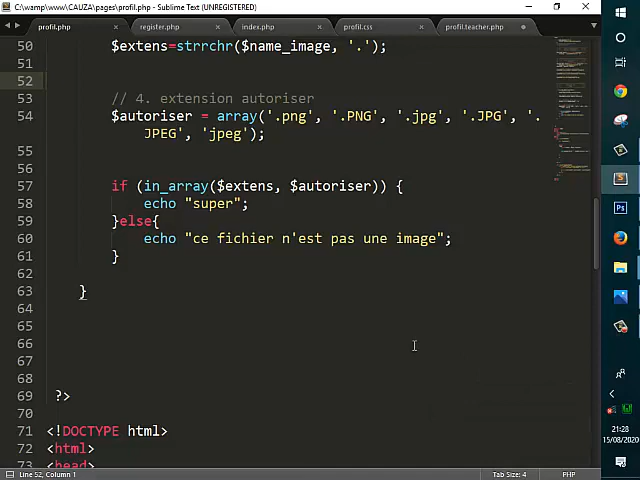 C:\wamp\www\CAUZA\pages\profil.php - Sublime Text (UNREGISTERED)
profil.php register.php index.php profil.css profil.teacher.php
50 $extens=strrchr($name_image, '.');
51
52
53 // 4. extension autoriser
54 $autoriser = array('.png', '.PNG', '.jpg', '.JPG', '.
JPEG', 'jpeg');
55
56
57 if (in_array($extens, $autoriser)) {
58 echo "super";
59 }else{
60 echo "ce fichier n'est pas une image";
61 }
62
63 }
64
65
66
67
68
69 ?>
70
71 <!DOCTYPE html>
72 <html>
73 <head>
Line 52, Column 1 Tab Size: 4 PHP
21:28
15/08/2020